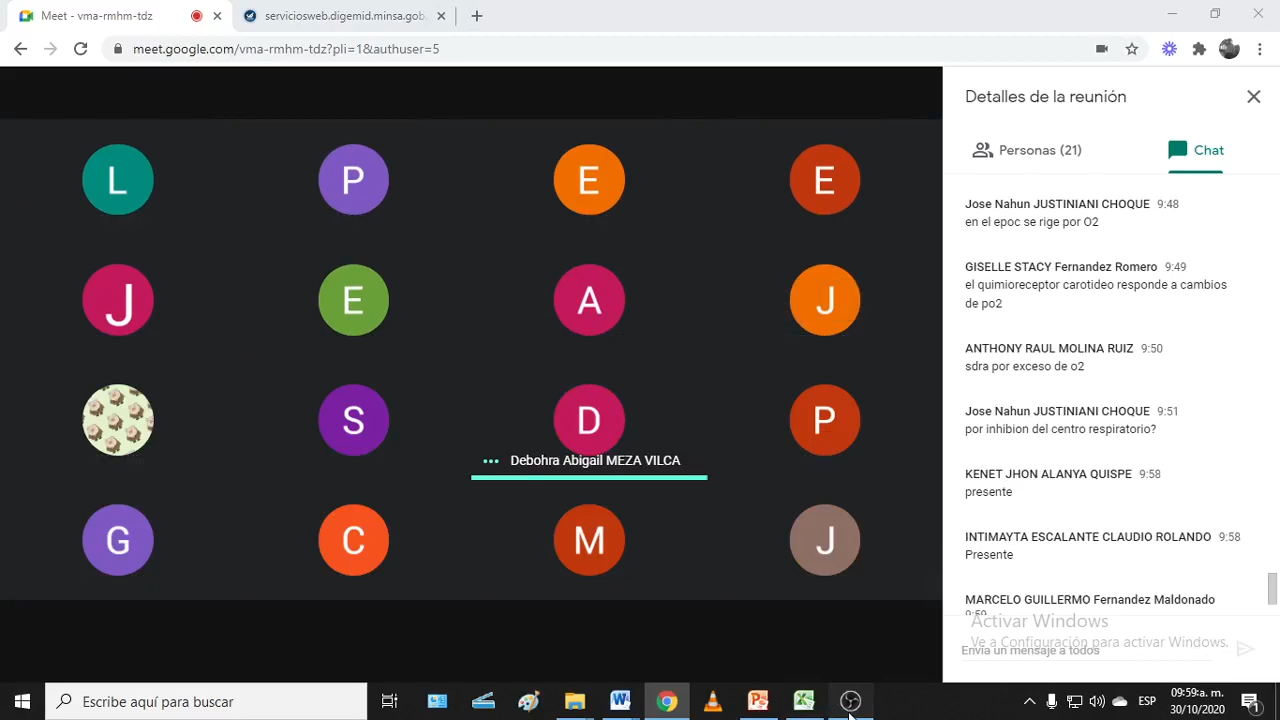 Meet - vma-rmhm-tdz
serviciosweb.digemid.minsa.gob.
meet.google.com/vma-rmhm-tdz?pli=1&authuser=5
L
P
E
E
J
E
A
J
S
D
P
Debohra Abigail MEZA VILCA
G
C
M
J
Detalles de la reunión
Personas (21)
Chat
Jose Nahun JUSTINIANI CHOQUE 9:48
en el epoc se rige por O2
GISELLE STACY Fernandez Romero 9:49
el quimioreceptor carotideo responde a cambios
de po2
ANTHONY RAUL MOLINA RUIZ 9:50
sdra por exceso de o2
Jose Nahun JUSTINIANI CHOQUE 9:51
por inhibion del centro respiratorio?
KENET JHON ALANYA QUISPE 9:58
presente
INTIMAYTA ESCALANTE CLAUDIO ROLANDO 9:58
Presente
MARCELO GUILLERMO Fernandez Maldonado
9:59
Activar Windows
Ve a Configuración para activar Windows.
Envía un mensaje a todos
Escribe aquí para buscar
ESP
09:59 a. m.
30/10/2020
1